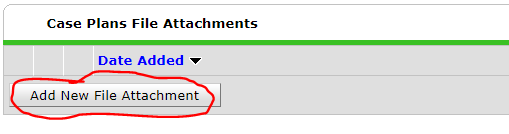 Case Plans File Attachments
Date Added
Add New File Attachment